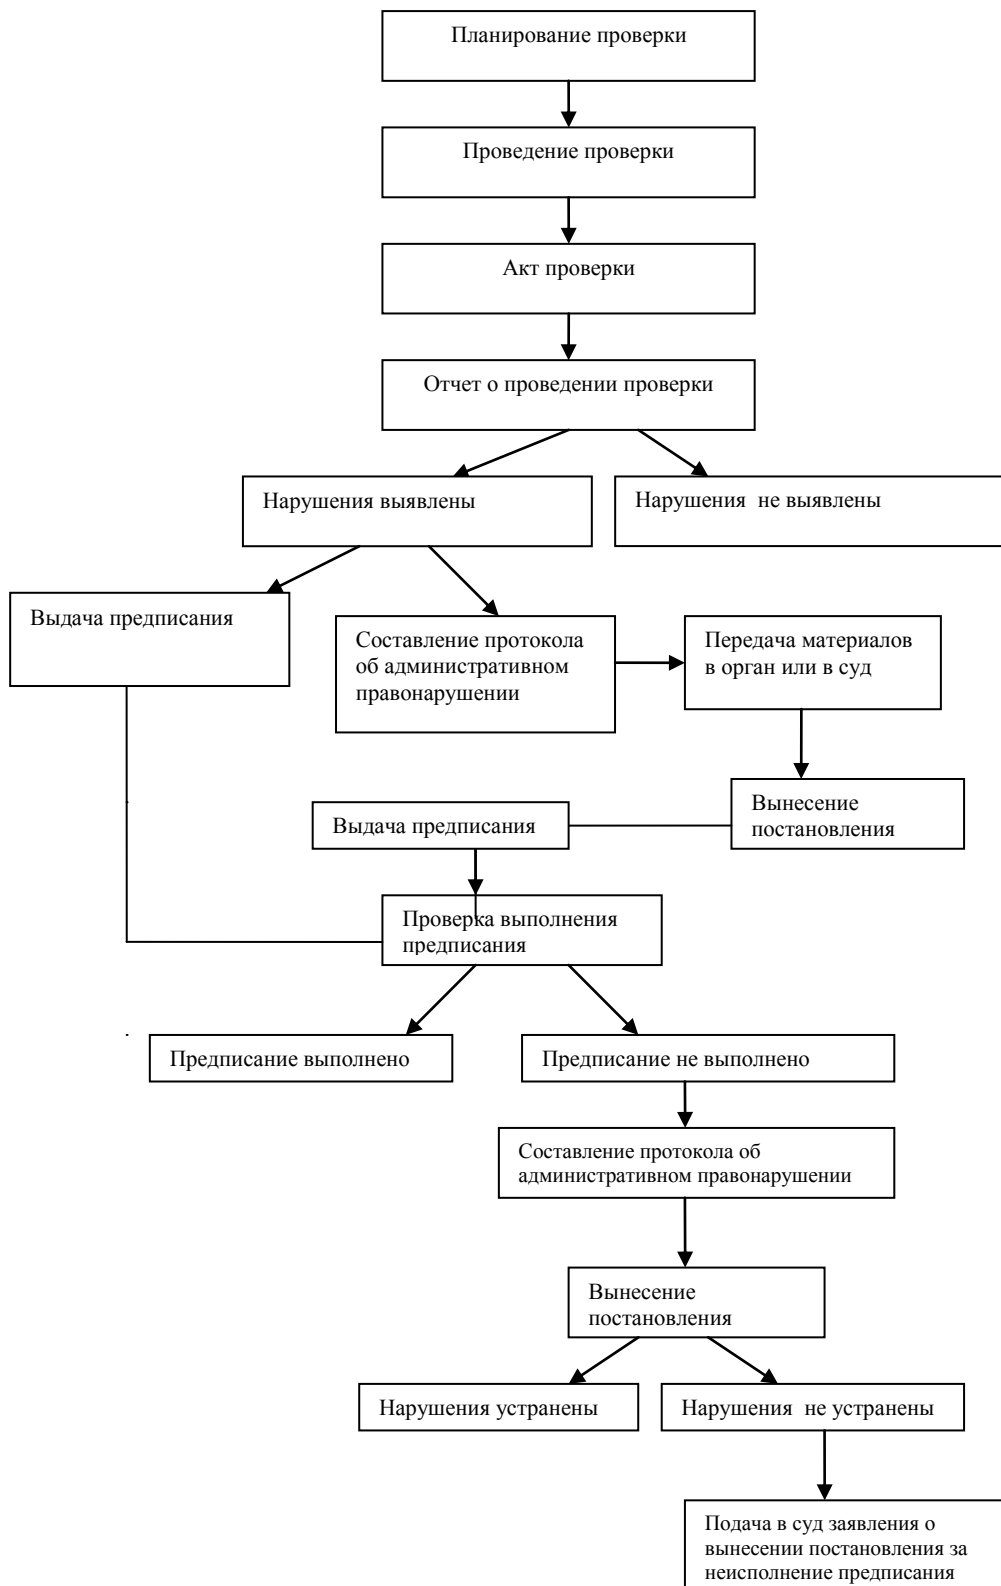 Планирование проверки
Проведение проверки
Акт проверки
Отчет о проведении проверки
Нарушения выявлены
Нарушения  не выявлены
Выдача предписания
Составление протокола
об административном
правонарушении
Передача материалов
в орган или в суд
Вынесение
постановления
Выдача предписания
Проверка выполнения
предписания
Предписание выполнено
Предписание не выполнено
Составление протокола об
административном правонарушении
Вынесение
постановления
Нарушения устранены
Нарушения  не устранены
Подача в суд заявления о
вынесении постановления за
неисполнение предписания